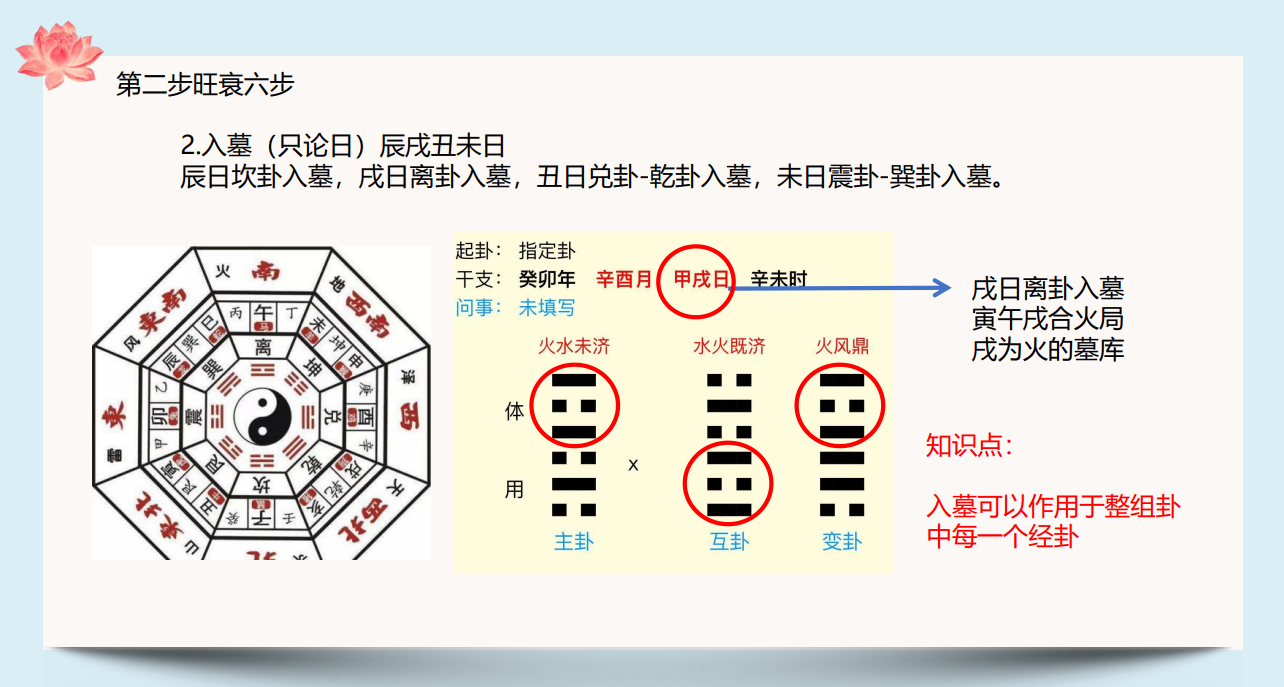 第二步旺衰六步
2.入墓（只论日）辰戌丑未日
辰日坎卦入墓，戌日离卦入墓，丑日兑卦-乾卦入墓，未日震卦-巽卦入墓。
火 南
地 西南
泽 西
天 西北
山 东北
雷 東
风 東南
丙 午 丁
未 坤 申
庚 酉 辛
戌 乾 亥
壬 子 癸
丑 艮 寅
甲 卯 乙
辰 巽 巳
离
坤
兑
乾
坎
艮
震
巽
起卦： 指定卦
干支： 癸卯年 辛酉月 甲戌日 辛未时
问事： 未填写
火水未济 水火既济 火风鼎
体
用
x
主卦 互卦 变卦
戌日离卦入墓
寅午戌合火局
戌为火的墓库
知识点：
入墓可以作用于整组卦
中每一个经卦